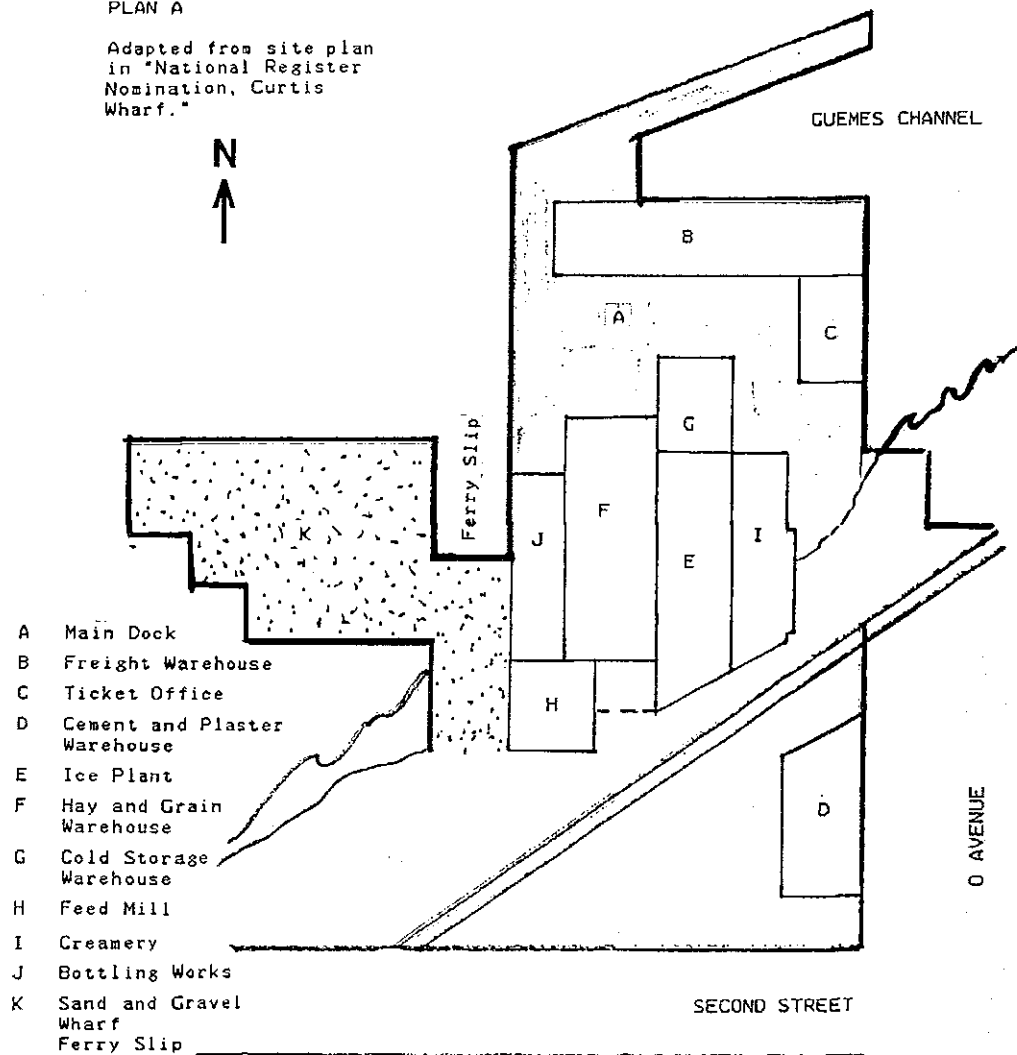 PLAN A
Adapted from site plan
in "National Register
Nomination, Curtis
Wharf."
N
GUEMES CHANNEL
B
A
C
Ferry Slip
G
K
J
F
E
I
H
D
O AVENUE
A Main Dock
B Freight Warehouse
C Ticket Office
D Cement and Plaster
Warehouse
E Ice Plant
F Hay and Grain
Warehouse
G Cold Storage
Warehouse
H Feed Mill
I Creamery
J Bottling Works
K Sand and Gravel
Wharf
Ferry Slip
SECOND STREET